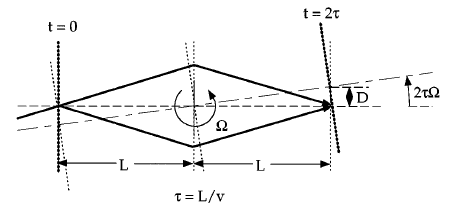 t = 0
t = 2τ
D
2τΩ
Ω
L
L
τ = L/v